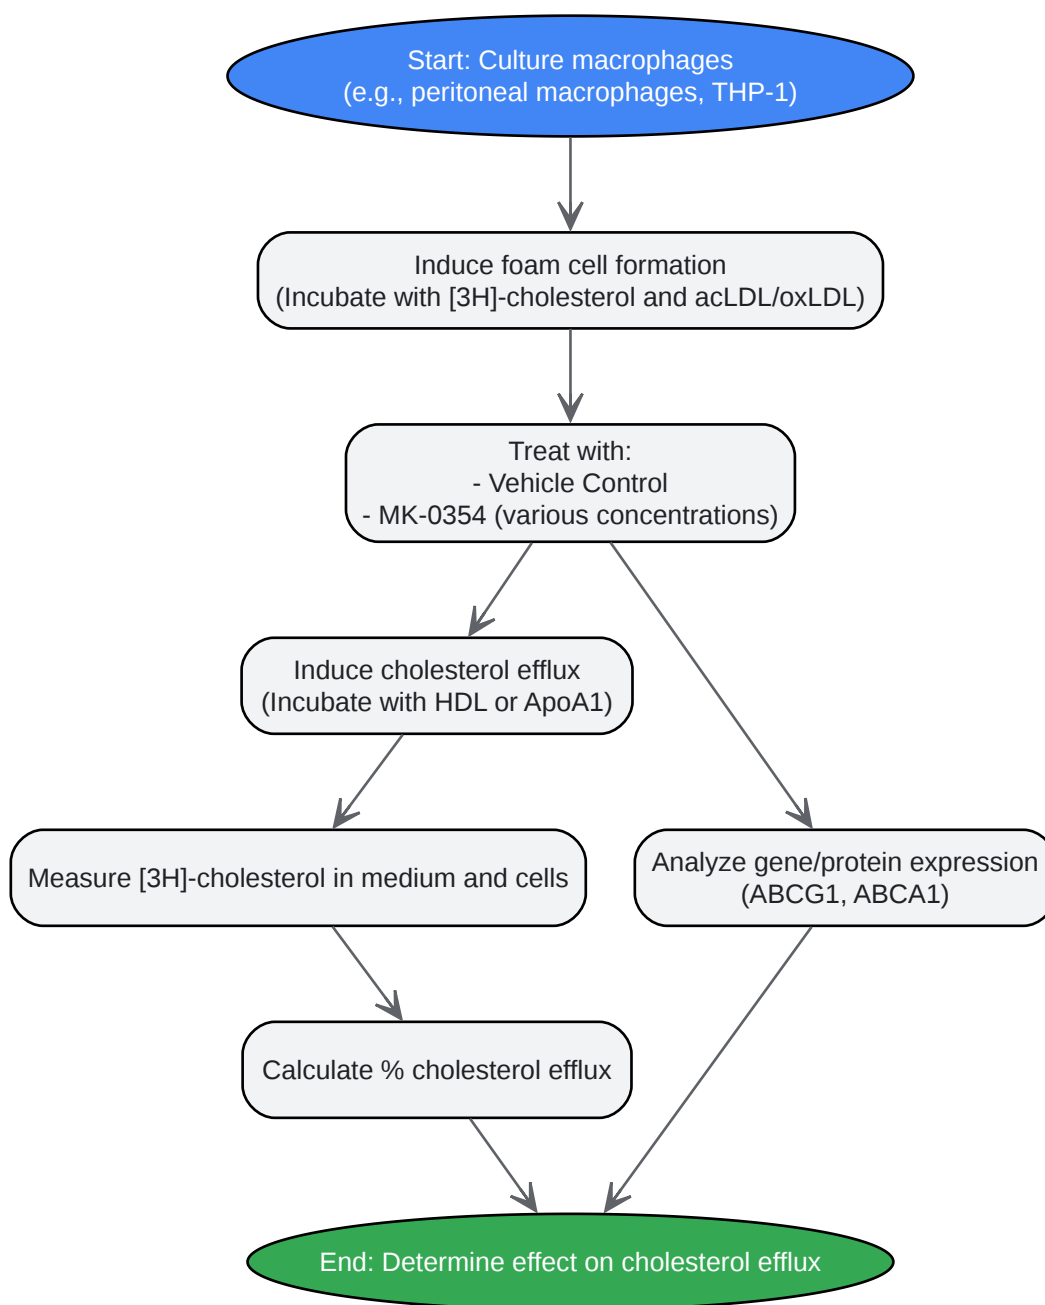 Start: Culture macrophages
(e.g., peritoneal macrophages, THP-1)
Induce foam cell formation
(Incubate with [3H]-cholesterol and acLDL/oxLDL)
Treat with:
- Vehicle Control
- MK-0354 (various concentrations)
Induce cholesterol efflux
(Incubate with HDL or ApoA1)
Measure [3H]-cholesterol in medium and cells
Analyze gene/protein expression
(ABCG1, ABCA1)
Calculate % cholesterol efflux
End: Determine effect on cholesterol efflux